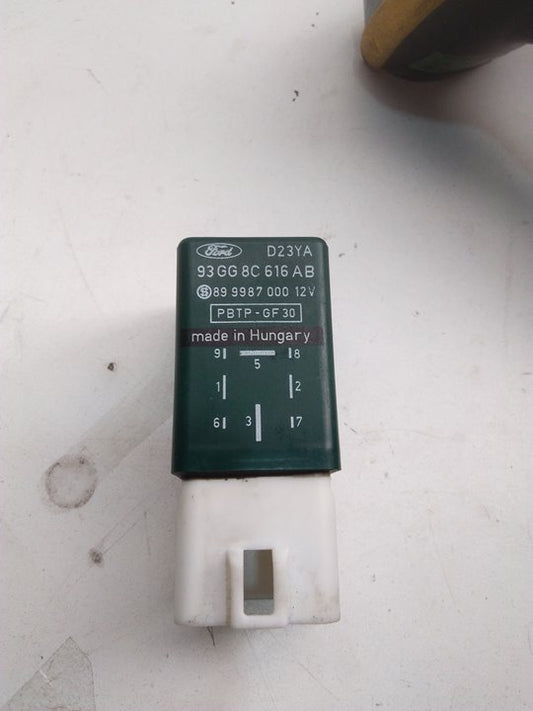 Ford D23YA
93GG 8C 616 AB
S 89 9987 000 12V
PBTP-GF30
made in Hungary
9 8
5
1 2
6 3 7